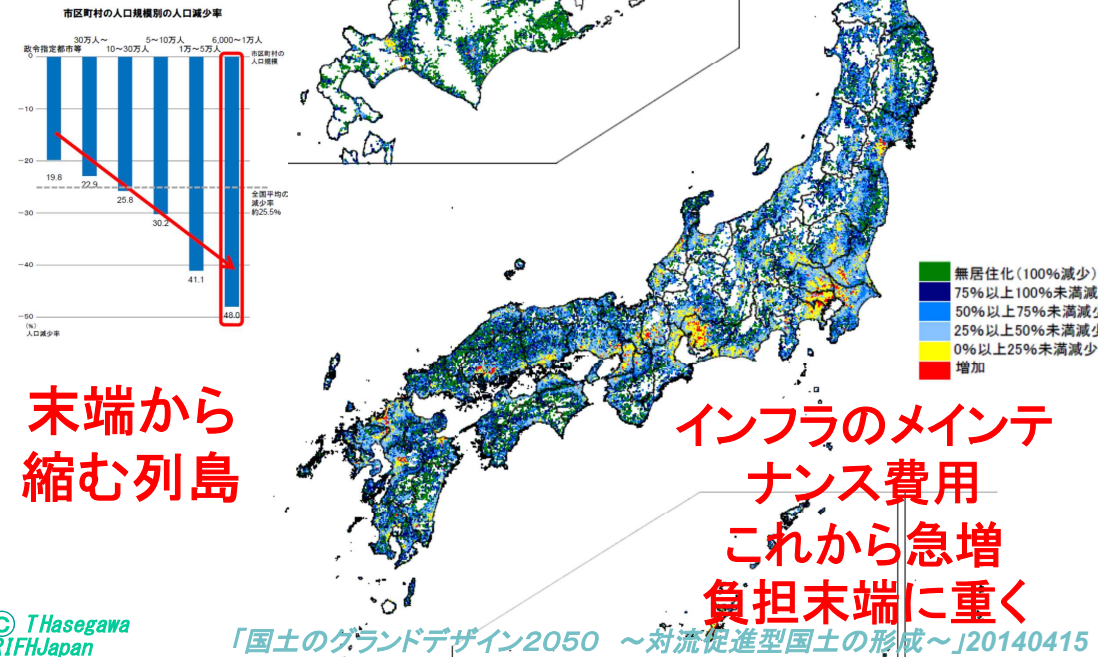 市区町村の人口規模別の人口減少率
政令指定都市等
30万人～
10～30万人
5～10万人
1万～5万人
6,000～1万人
市区町村の
人口規模
0
-10
-20
-30
-40
-50
(%)
人口減少率
19.8
22.9
25.8
30.2
41.1
48.0
全国平均の
減少率
約25.5%
無居住化(100%減少)
75%以上100%未満減
50%以上75%未満減少
25%以上50%未満減少
0%以上25%未満減少
増加
末端から
縮む列島
インフラのメインテ
ナンス費用
これから急増
負担末端に重く
© THasegawa
RIFHJapan
「国土のグランドデザイン2050 ～対流促進型国土の形成～」20140415